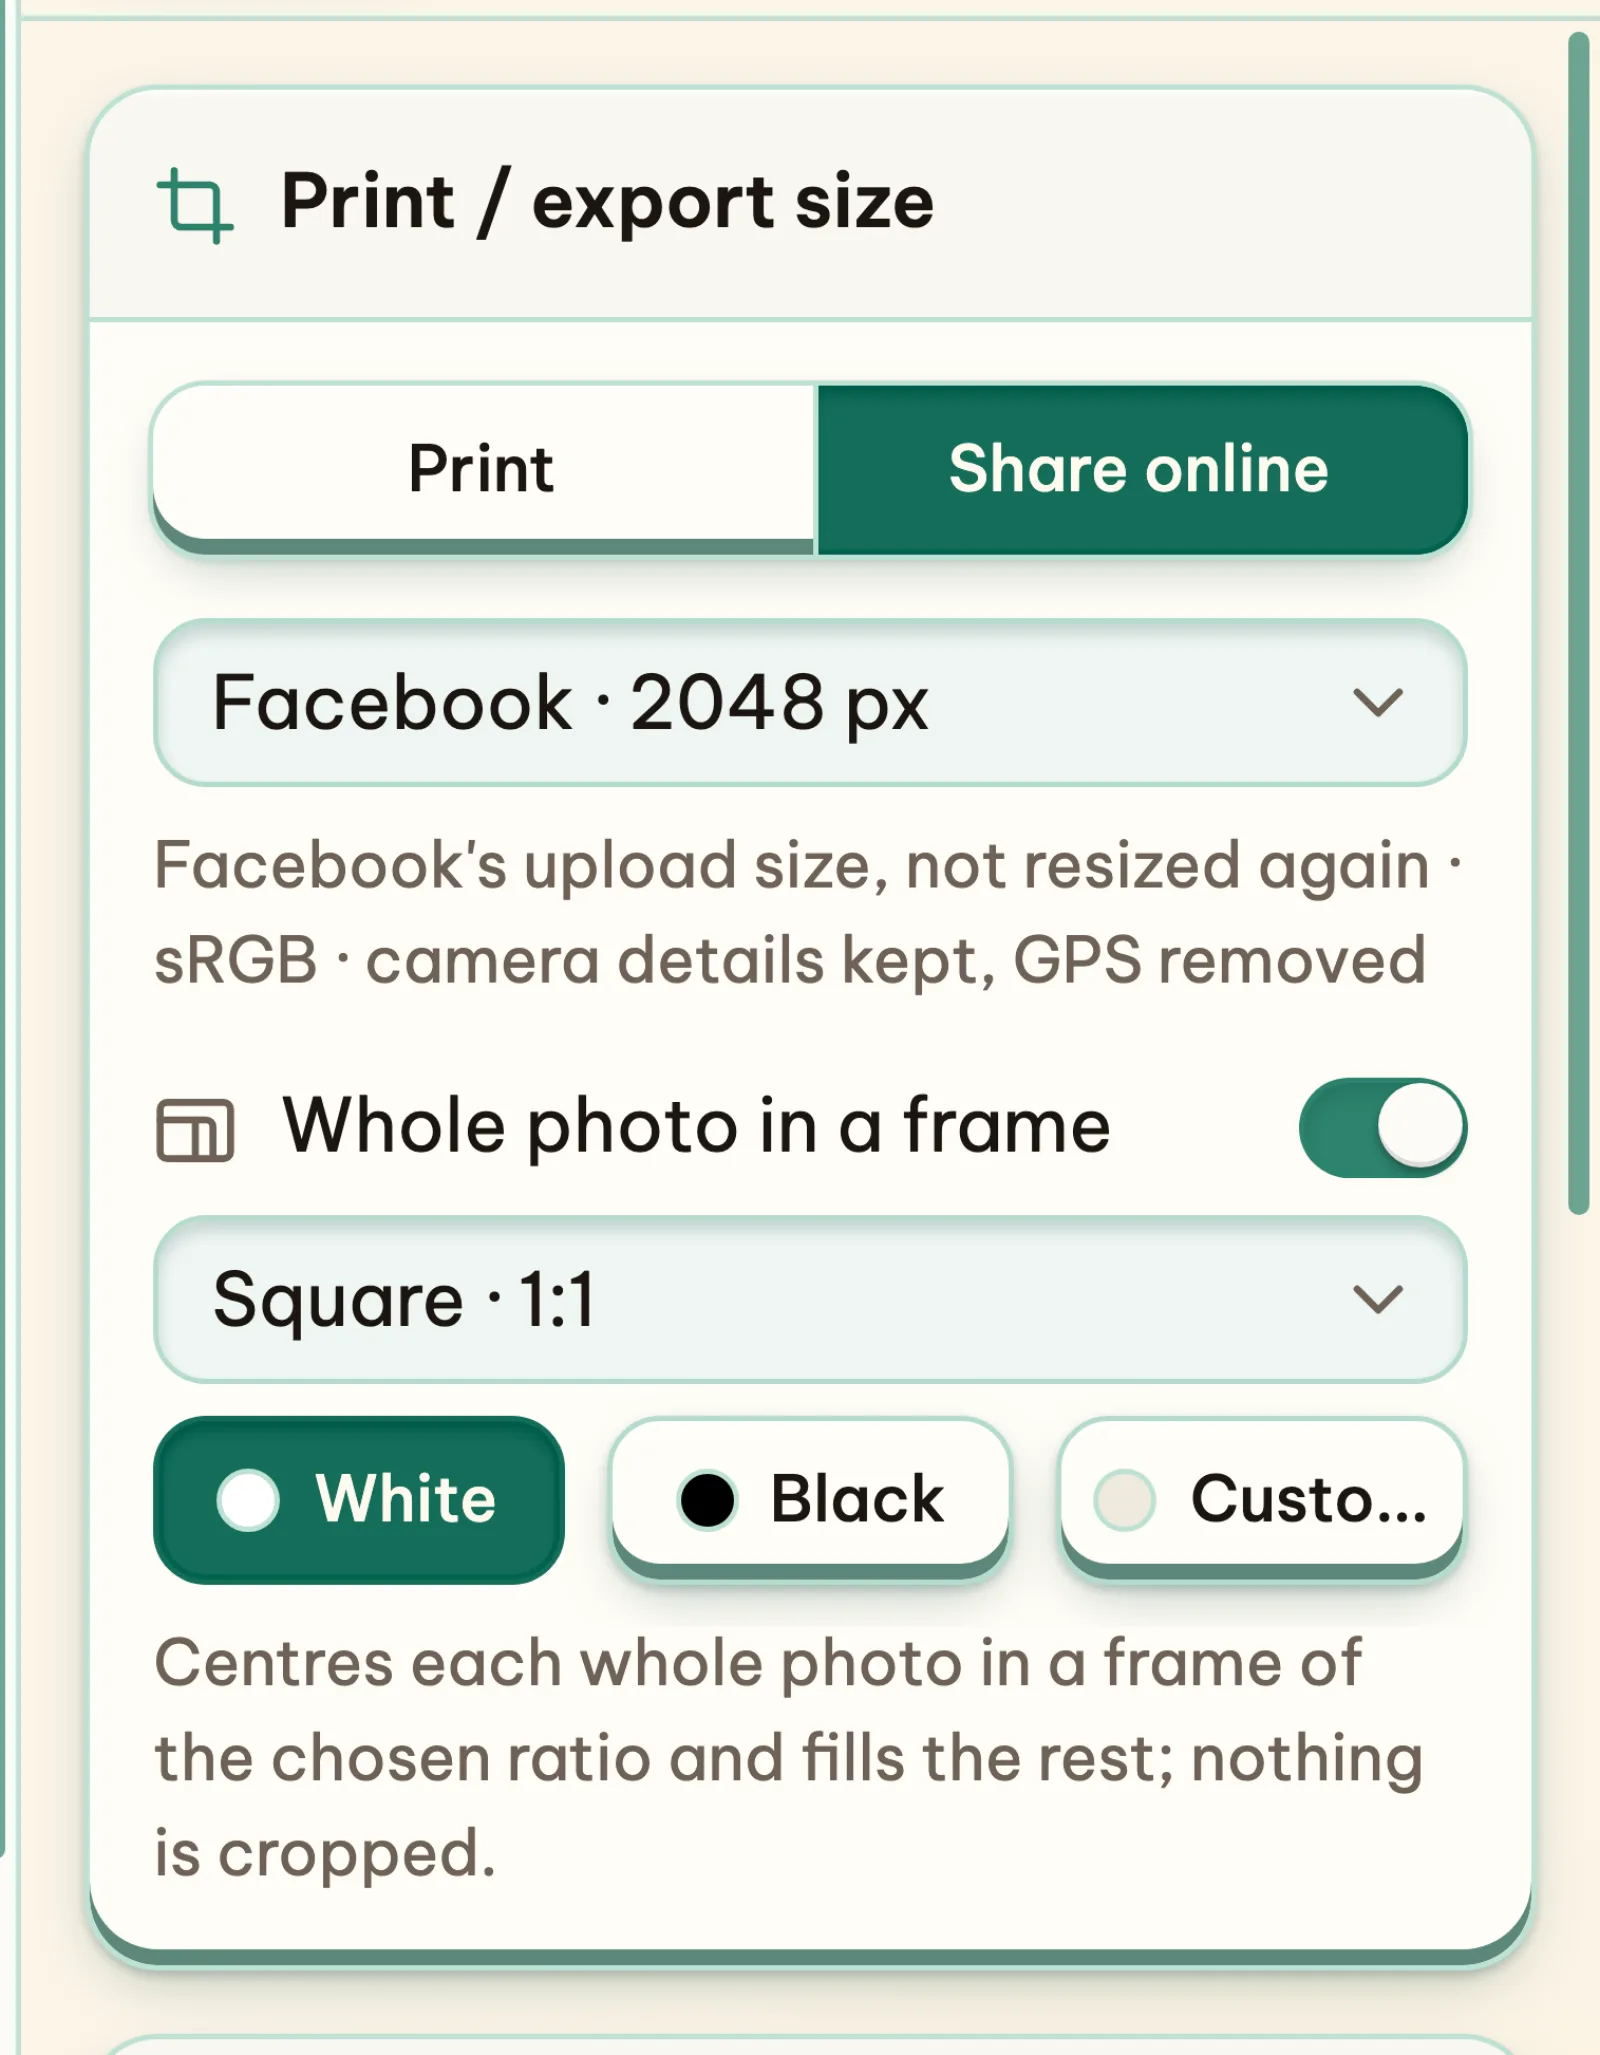 Print / export size
Print
Share online
Facebook · 2048 px
Facebook's upload size, not resized again ·
sRGB · camera details kept, GPS removed
Whole photo in a frame
Square · 1:1
White
Black
Custo...
Centres each whole photo in a frame of
the chosen ratio and fills the rest; nothing
is cropped.